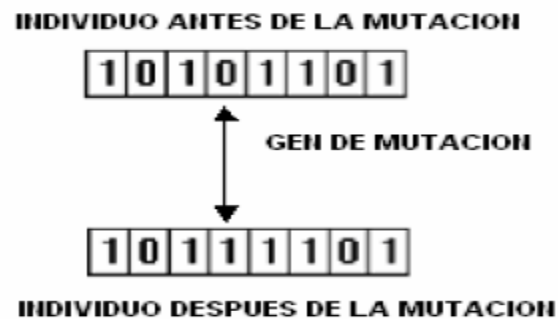 INDIVIDUO ANTES DE LA MUTACION
1 0 1 0 1 1 0 1
GEN DE MUTACION
1 0 1 1 1 1 0 1
INDIVIDUO DESPUES DE LA MUTACION